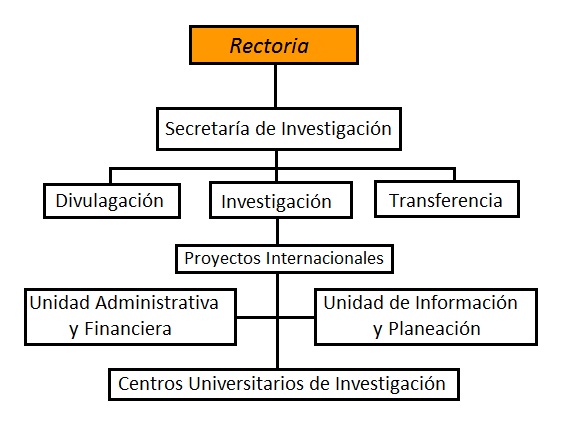 Rectoria
Secretaría de Investigación
Divulagación
Investigación
Transferencia
Proyectos Internacionales
Unidad Administrativa
y Financiera
Unidad de Información
y Planeación
Centros Universitarios de Investigación